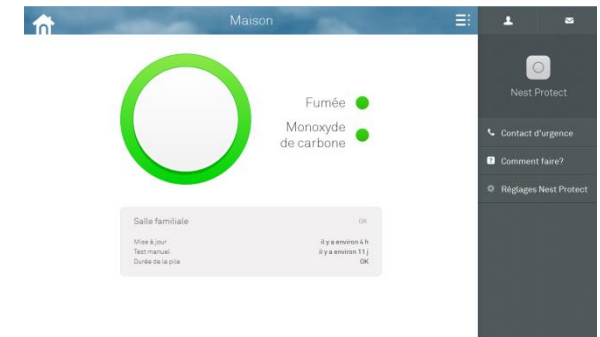 Maison
Nest Protect
Fumée
Monoxyde
de carbone
Contact d'urgence
Comment faire?
Réglages Nest Protect
Salle familiale OK
Mise à jour il y a environ 4 h
Test manuel il y a environ 11 j
Durée de la pile OK